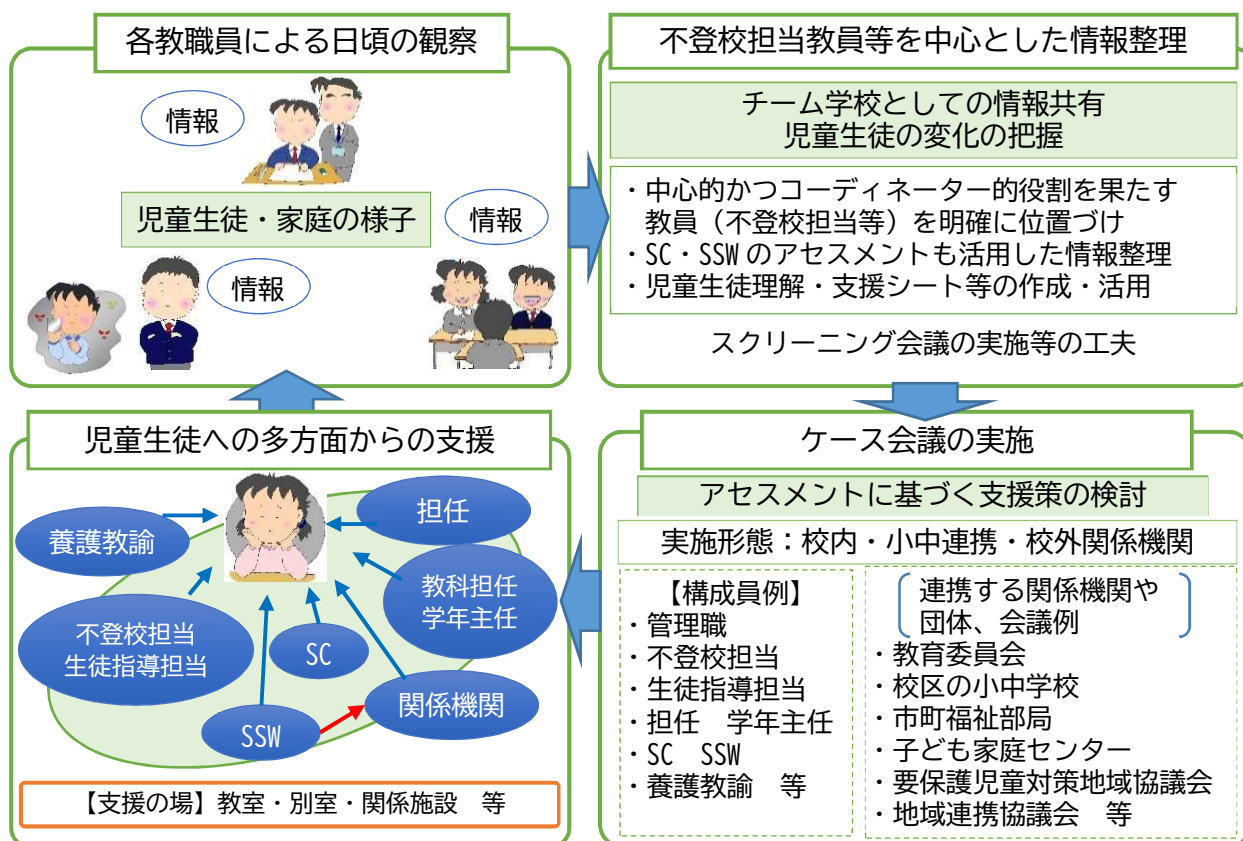 各教職員による日頃の観察
情報
児童生徒・家庭の様子
情報
情報
不登校担当教員等を中心とした情報整理
チーム学校としての情報共有
児童生徒の変化の把握
・中心的かつコーディネーター的役割を果たす
教員（不登校担当等）を明確に位置づけ
・SC・SSWのアセスメントも活用した情報整理
・児童生徒理解・支援シート等の作成・活用
スクリーニング会議の実施等の工夫
ケース会議の実施
アセスメントに基づく支援策の検討
実施形態：校内・小中連携・校外関係機関
【構成員例】
・管理職
・不登校担当
・生徒指導担当
・担任　学年主任
・SC　SSW
・養護教諭　等
連携する関係機関や
団体、会議例
・教育委員会
・校区の小中学校
・市町福祉部局
・子ども家庭センター
・要保護児童対策地域協議会
・地域連携協議会　等
児童生徒への多方面からの支援
養護教諭
担任
教科担任
学年主任
不登校担当
生徒指導担当
SC
SSW
関係機関
【支援の場】教室・別室・関係施設　等